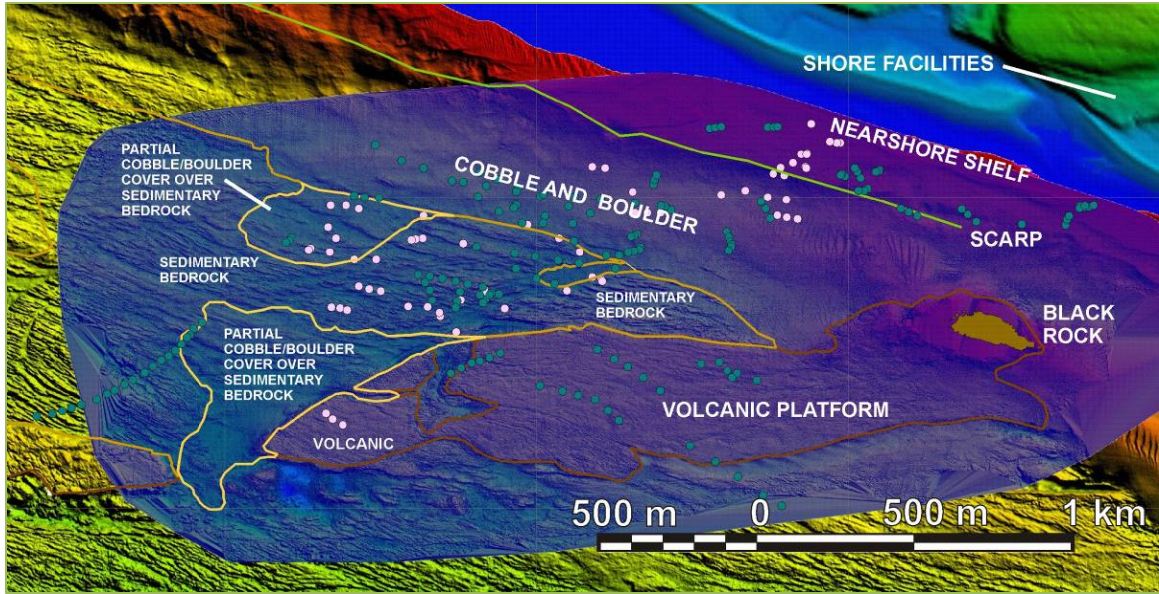 SHORE FACILITIES
NEARSHORE SHELF
PARTIAL
COBBLE/BOULDER
COVER OVER
SEDIMENTARY
BEDROCK
COBBLE AND BOULDER
SCARP
SEDIMENTARY
BEDROCK
SEDIMENTARY
BEDROCK
BLACK
ROCK
PARTIAL
COBBLE/BOULDER
COVER OVER
SEDIMENTARY
BEDROCK
VOLCANIC PLATFORM
VOLCANIC
500 m 0 500 m 1 km